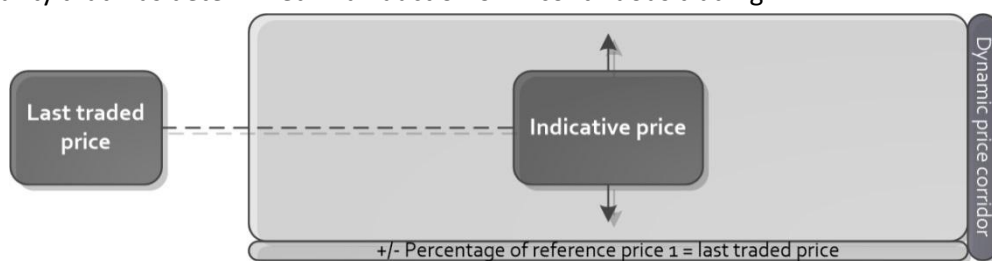 Last traded
price
Indicative price
Dynamic price corridor
+/- Percentage of reference price 1 = last traded price